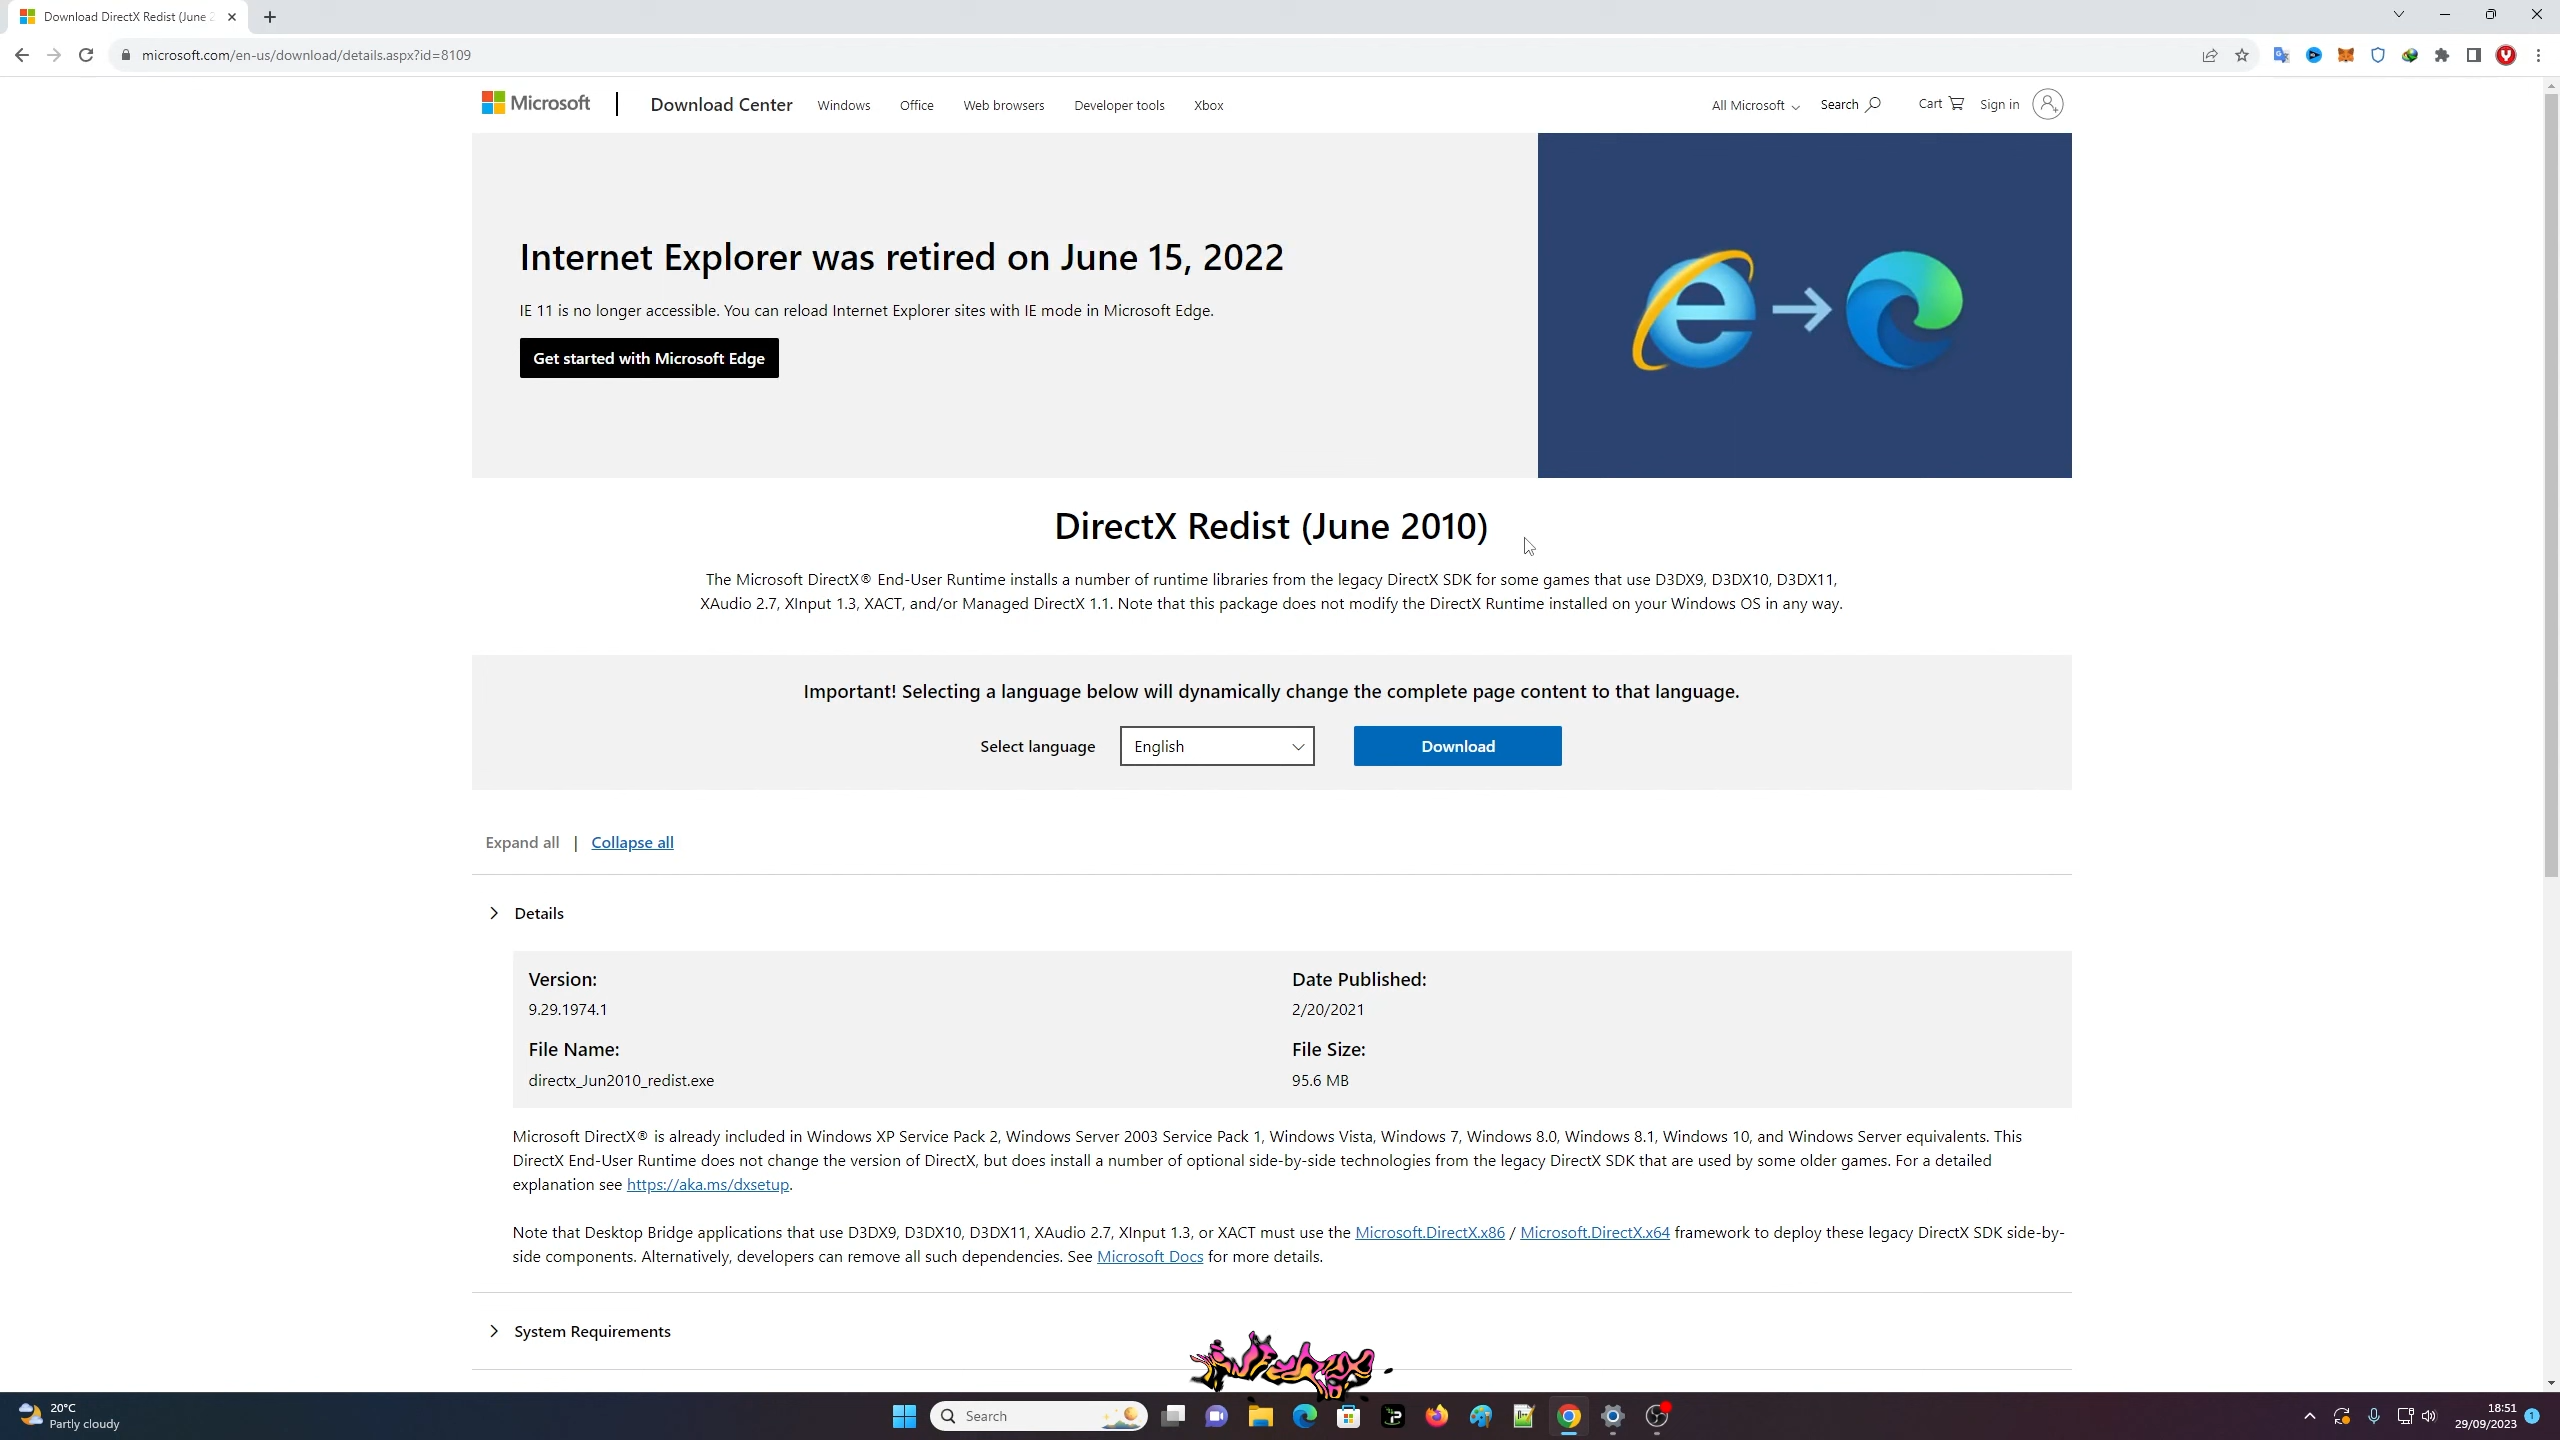 Download DirectX Redist (June 2
microsoft.com/en-us/download/details.aspx?id=8109
Microsoft
Download Center
Windows
Office
Web browsers
Developer tools
Xbox
All Microsoft
Search
Cart
Sign in
Internet Explorer was retired on June 15, 2022
IE 11 is no longer accessible. You can reload Internet Explorer sites with IE mode in Microsoft Edge.
Get started with Microsoft Edge
DirectX Redist (June 2010)
The Microsoft DirectX® End-User Runtime installs a number of runtime libraries from the legacy DirectX SDK for some games that use D3DX9, D3DX10, D3DX11,
XAudio 2.7, XInput 1.3, XACT, and/or Managed DirectX 1.1. Note that this package does not modify the DirectX Runtime installed on your Windows OS in any way.
Important! Selecting a language below will dynamically change the complete page content to that language.
Select language
English
Download
Expand all | Collapse all
Details
Version:
9.29.1974.1
Date Published:
2/20/2021
File Name:
directx_Jun2010_redist.exe
File Size:
95.6 MB
Microsoft DirectX® is already included in Windows XP Service Pack 2, Windows Server 2003 Service Pack 1, Windows Vista, Windows 7, Windows 8.0, Windows 8.1, Windows 10, and Windows Server equivalents. This
DirectX End-User Runtime does not change the version of DirectX, but does install a number of optional side-by-side technologies from the legacy DirectX SDK that are used by some older games. For a detailed
explanation see https://aka.ms/dxsetup.
Note that Desktop Bridge applications that use D3DX9, D3DX10, D3DX11, XAudio 2.7, XInput 1.3, or XACT must use the Microsoft.DirectX.x86 / Microsoft.DirectX.x64 framework to deploy these legacy DirectX SDK side-by-
side components. Alternatively, developers can remove all such dependencies. See Microsoft Docs for more details.
System Requirements
20°C
Partly cloudy
Search
18:51
29/09/2023
1